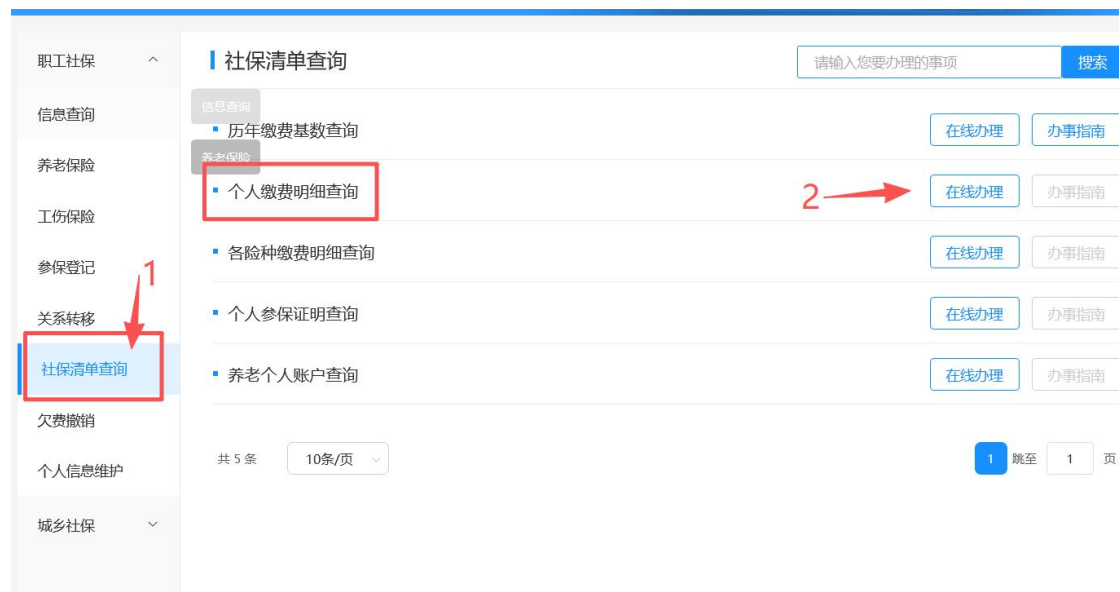 职工社保
社保清单查询
请输入您要办理的事项
搜索
信息查询
信息查询
历年缴费基数查询
在线办理
办事指南
养老保险
养老保险
个人缴费明细查询
2
在线办理
办事指南
工伤保险
各险种缴费明细查询
在线办理
办事指南
参保登记
1
关系转移
个人参保证明查询
在线办理
办事指南
社保清单查询
养老个人账户查询
在线办理
办事指南
欠费撤销
共 5 条
10条/页
1
跳至
1
页
个人信息维护
城乡社保